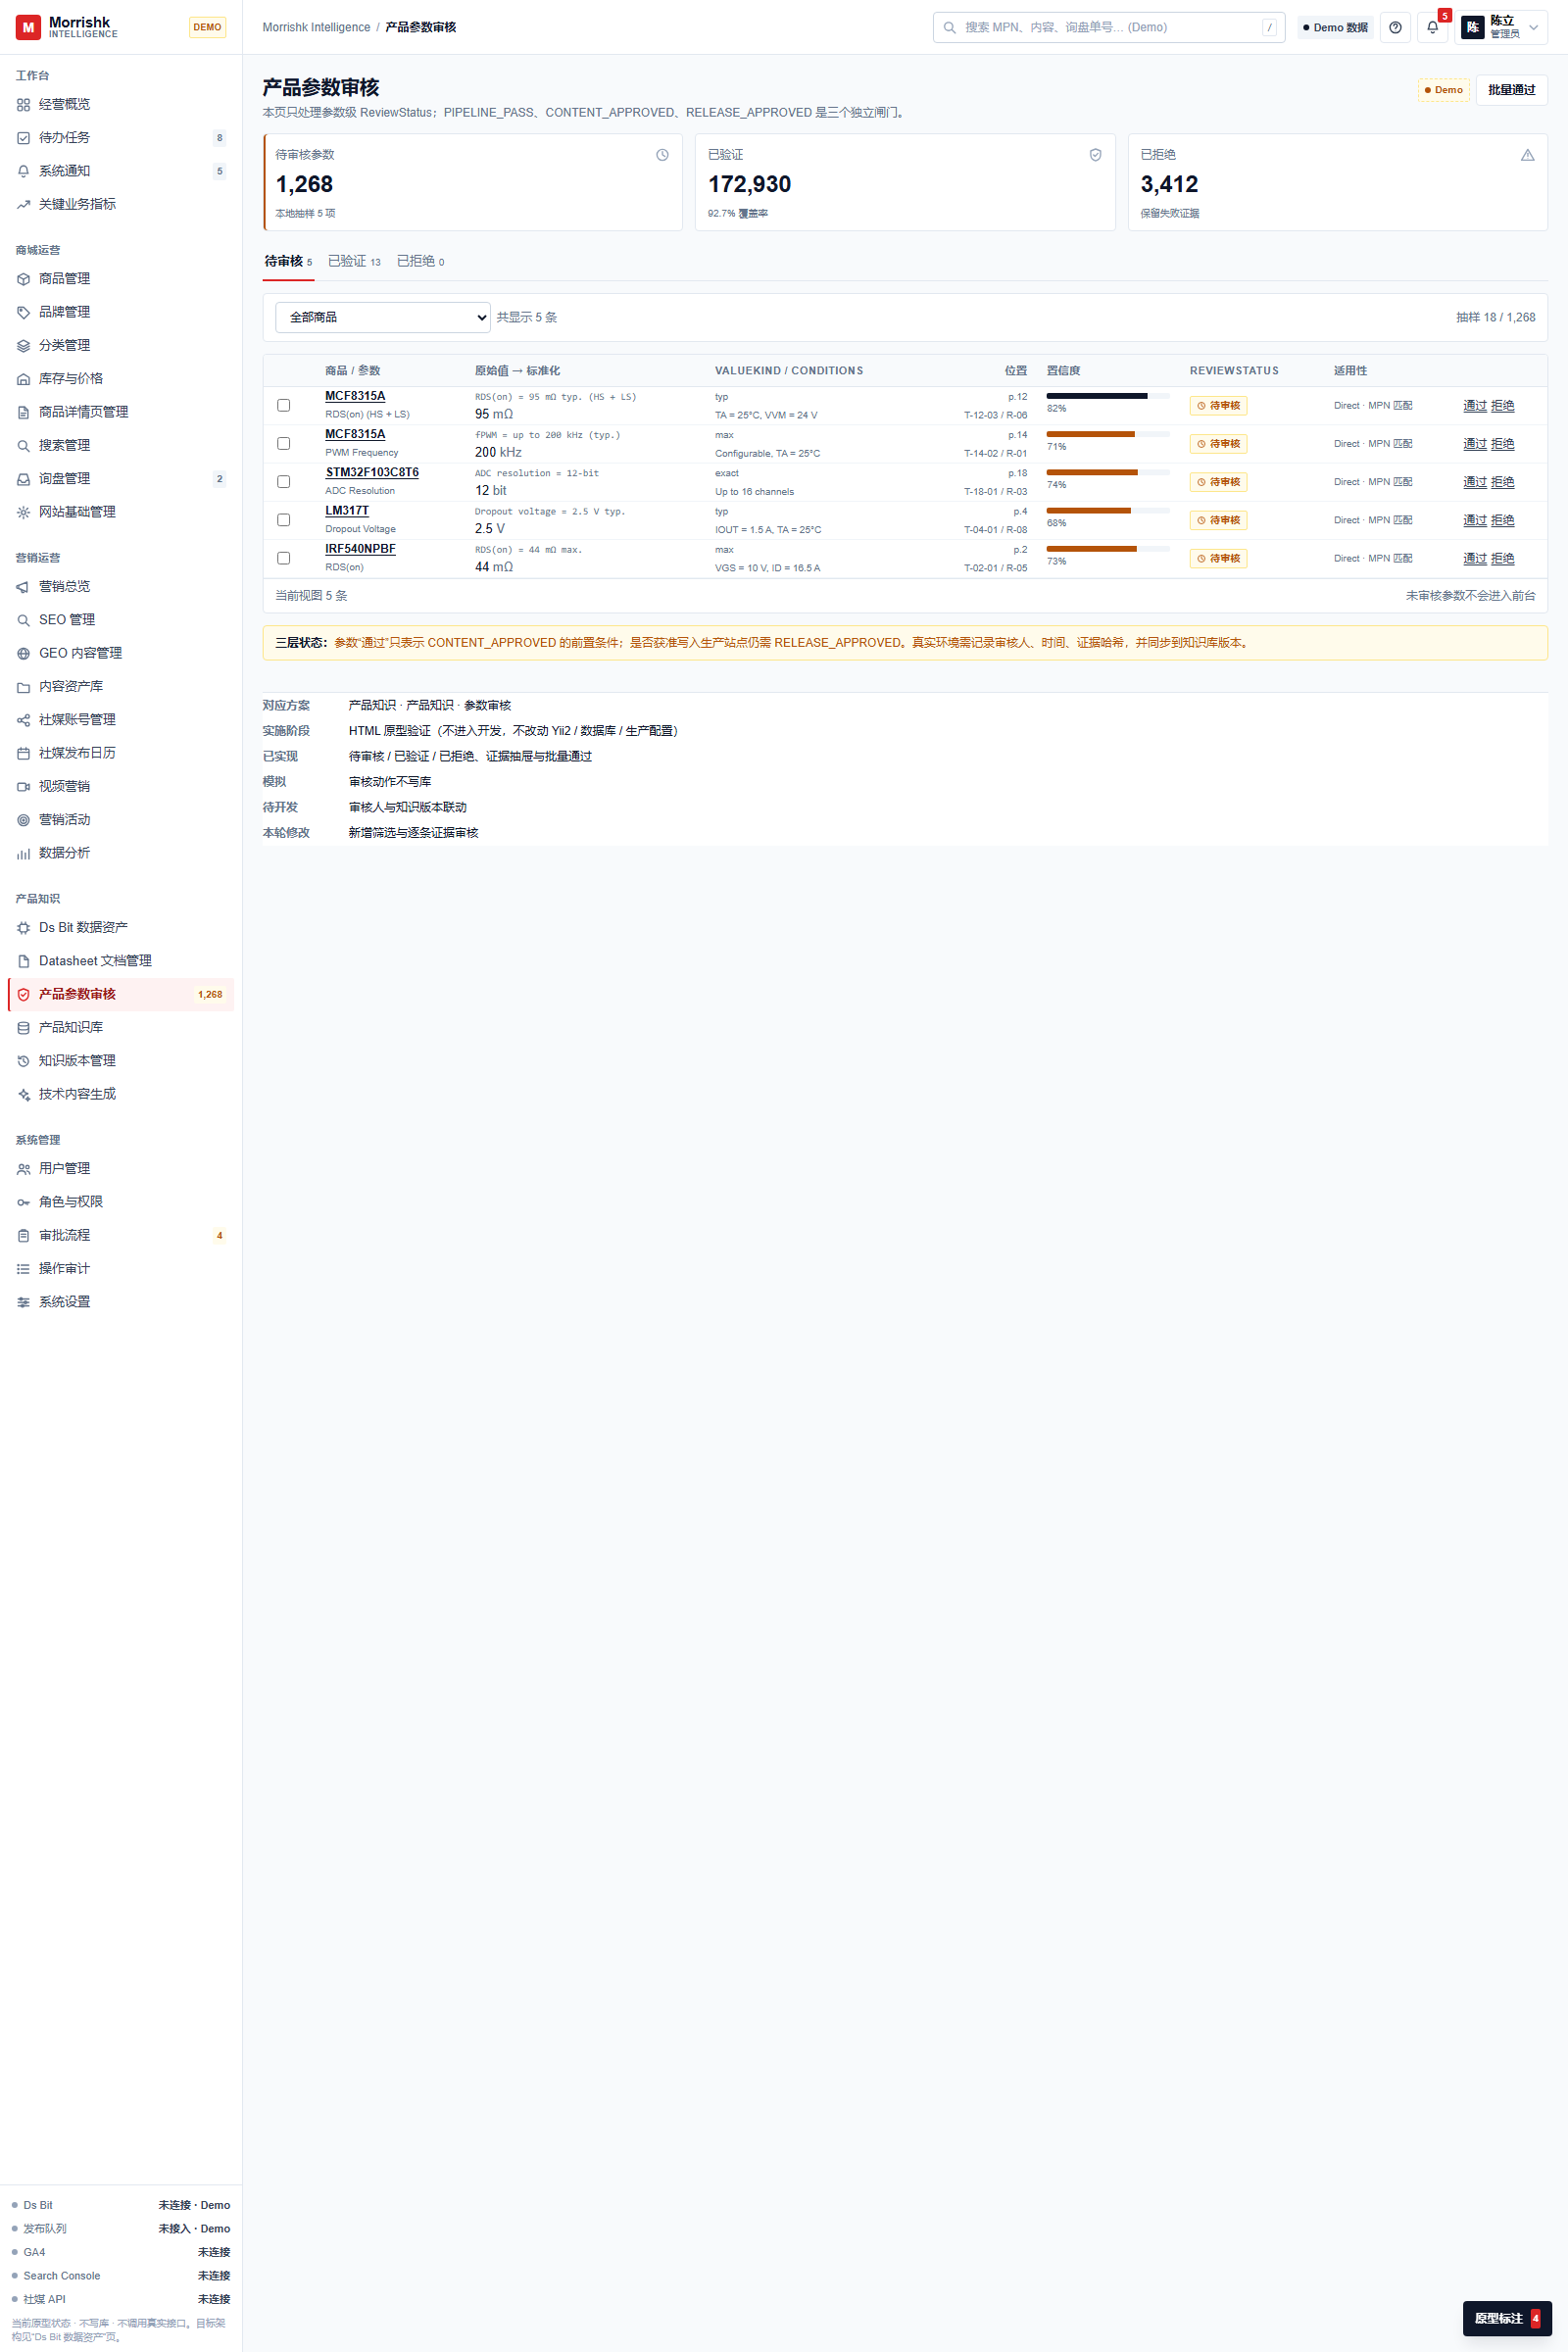 M
Morrishk
INTELLIGENCE
DEMO
Morrishk Intelligence / 产品参数审核
搜索 MPN、内容、询盘单号... (Demo)
/
Demo 数据
5
陈
陈立
管理员
工作台
经营概览
待办任务 8
系统通知 5
关键业务指标
商城运营
商品管理
品牌管理
分类管理
库存与价格
商品详情页管理
搜索管理
询盘管理 2
网站基础管理
营销运营
营销总览
SEO 管理
GEO 内容管理
内容资产库
社媒账号管理
社媒发布日历
视频营销
营销活动
数据分析
产品知识
Ds Bit 数据资产
Datasheet 文档管理
产品参数审核 1,268
产品知识库
知识版本管理
技术内容生成
系统管理
用户管理
角色与权限
审批流程 4
操作审计
系统设置
Ds Bit 未连接 · Demo
发布队列 未接入 · Demo
GA4 未连接
Search Console 未连接
社媒 API 未连接
当前原型状态 · 不写库 · 不调用真实接口。目标架
构见“Ds Bit 数据资产”页。
产品参数审核
本页只处理参数级 ReviewStatus；PIPELINE_PASS、CONTENT_APPROVED、RELEASE_APPROVED 是三个独立闸门。
Demo
批量通过
待审核参数
1,268
本地抽样 5 项
已验证
172,930
92.7% 覆盖率
已拒绝
3,412
保留失败证据
待审核 5 已验证 13 已拒绝 0
全部商品 共显示 5 条 抽样 18 / 1,268
商品 / 参数 原始值 → 标准化 VALUEKIND / CONDITIONS 位置 置信度 REVIEWSTATUS 适用性
MCF8315A RDS(on) = 95 mΩ typ. (HS + LS) typ p.12
RDS(on) (HS + LS) 95 mΩ TA = 25°C, VVM = 24 V T-12-03 / R-06 82% 待审核 Direct · MPN 匹配 通过 拒绝
MCF8315A fPWM = up to 200 kHz (typ.) max p.14
PWM Frequency 200 kHz Configurable, TA = 25°C T-14-02 / R-01 71% 待审核 Direct · MPN 匹配 通过 拒绝
STM32F103C8T6 ADC resolution = 12-bit exact p.18
ADC Resolution 12 bit Up to 16 channels T-18-01 / R-03 74% 待审核 Direct · MPN 匹配 通过 拒绝
LM317T Dropout voltage = 2.5 V typ. typ p.4
Dropout Voltage 2.5 V IOUT = 1.5 A, TA = 25°C T-04-01 / R-08 68% 待审核 Direct · MPN 匹配 通过 拒绝
IRF540NPBF RDS(on) = 44 mΩ max. max p.2
RDS(on) 44 mΩ VGS = 10 V, ID = 16.5 A T-02-01 / R-05 73% 待审核 Direct · MPN 匹配 通过 拒绝
当前视图 5 条 未审核参数不会进入前台
三层状态：参数“通过”只表示 CONTENT_APPROVED 的前置条件；是否获准写入生产站点仍需 RELEASE_APPROVED。真实环境需记录审核人、时间、证据哈希，并同步到知识库版本。
对应方案 产品知识 · 产品知识 · 参数审核
实施阶段 HTML 原型验证（不进入开发，不改动 Yii2 / 数据库 / 生产配置）
已实现 待审核 / 已验证 / 已拒绝、证据抽屉与批量通过
模拟 审核动作不写库
待开发 审核人与知识版本联动
本轮修改 新增筛选与逐条证据审核
原型标注 4